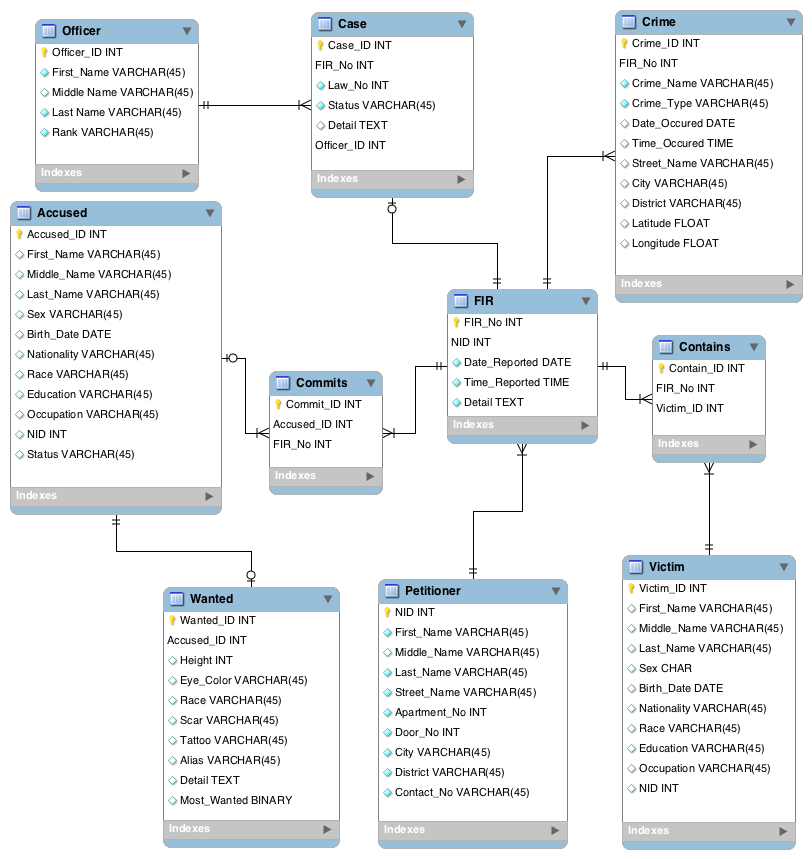 Officer
Officer_ID INT
First_Name VARCHAR(45)
Middle Name VARCHAR(45)
Last Name VARCHAR(45)
Rank VARCHAR(45)
Indexes
Case
Case_ID INT
FIR_No INT
Law_No INT
Status VARCHAR(45)
Detail TEXT
Officer_ID INT
Indexes
Crime
Crime_ID INT
FIR_No INT
Crime_Name VARCHAR(45)
Crime_Type VARCHAR(45)
Date_Occured DATE
Time_Occured TIME
Street_Name VARCHAR(45)
City VARCHAR(45)
District VARCHAR(45)
Latitude FLOAT
Longitude FLOAT
Indexes
Accused
Accused_ID INT
First_Name VARCHAR(45)
Middle_Name VARCHAR(45)
Last_Name VARCHAR(45)
Sex VARCHAR(45)
Birth_Date DATE
Nationality VARCHAR(45)
Race VARCHAR(45)
Education VARCHAR(45)
Occupation VARCHAR(45)
NID INT
Status VARCHAR(45)
Indexes
Commits
Commit_ID INT
Accused_ID INT
FIR_No INT
Indexes
FIR
FIR_No INT
NID INT
Date_Reported DATE
Time_Reported TIME
Detail TEXT
Indexes
Contains
Contain_ID INT
FIR_No INT
Victim_ID INT
Indexes
Wanted
Wanted_ID INT
Accused_ID INT
Height INT
Eye_Color VARCHAR(45)
Race VARCHAR(45)
Scar VARCHAR(45)
Tattoo VARCHAR(45)
Alias VARCHAR(45)
Detail TEXT
Most_Wanted BINARY
Indexes
Petitioner
NID INT
First_Name VARCHAR(45)
Middle_Name VARCHAR(45)
Last_Name VARCHAR(45)
Street_Name VARCHAR(45)
Apartment_No INT
Door_No INT
City VARCHAR(45)
District VARCHAR(45)
Contact_No VARCHAR(45)
Indexes
Victim
Victim_ID INT
First_Name VARCHAR(45)
Middle_Name VARCHAR(45)
Last_Name VARCHAR(45)
Sex CHAR
Birth_Date DATE
Nationality VARCHAR(45)
Race VARCHAR(45)
Education VARCHAR(45)
Occupation VARCHAR(45)
NID INT
Indexes